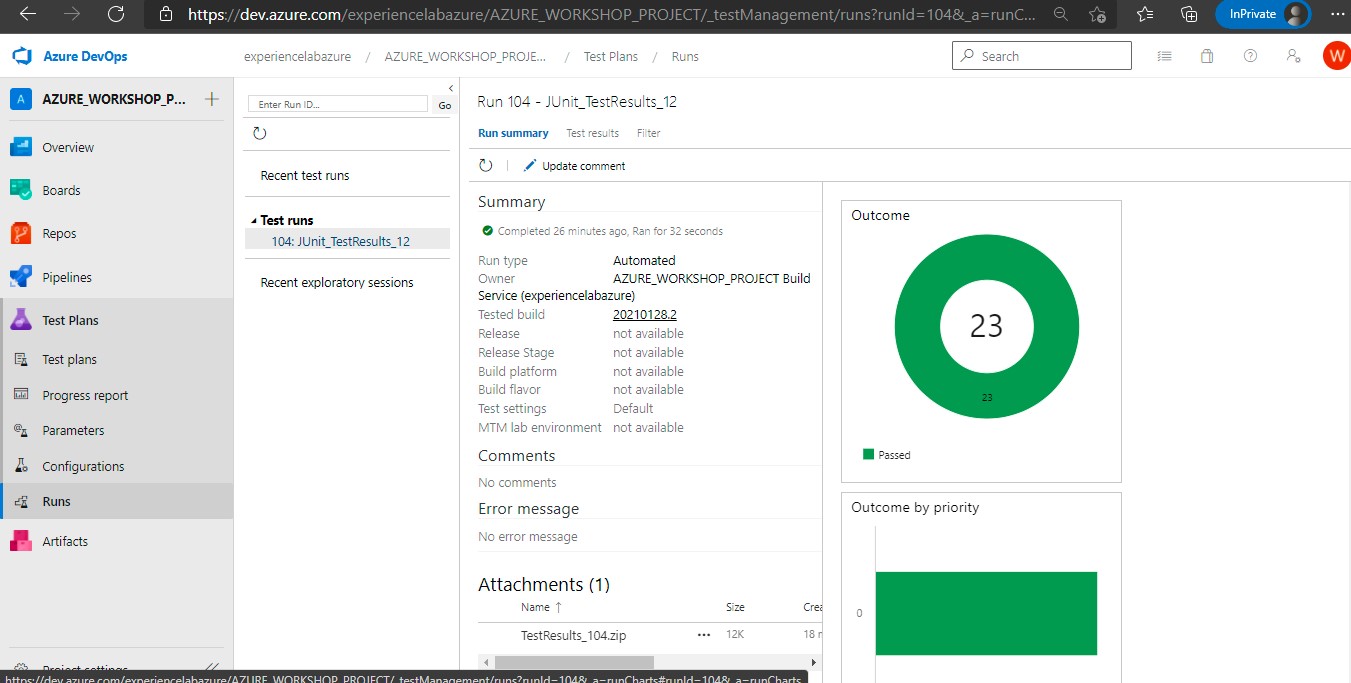 https://dev.azure.com/experiencelabazure/AZURE_WORKSHOP_PROJECT/_testManagement/runs?runId=104&_a=runC...
InPrivate
Azure DevOps
experiencelabazure / AZURE_WORKSHOP_PROJE... / Test Plans / Runs
Search
W
A
AZURE_WORKSHOP_P...
Overview
Boards
Repos
Pipelines
Test Plans
Test plans
Progress report
Parameters
Configurations
Runs
Artifacts
Project settings
Enter Run ID...
Go
Recent test runs
Test runs
104: JUnit_TestResults_12
Recent exploratory sessions
Run 104 - JUnit_TestResults_12
Run summary Test results Filter
Update comment
Summary
Completed 26 minutes ago, Ran for 32 seconds
Run type Automated
Owner AZURE_WORKSHOP_PROJECT Build
Service (experiencelabazure)
Tested build 20210128.2
Release not available
Release Stage not available
Build platform not available
Build flavor not available
Test settings Default
MTM lab environment not available
Comments
No comments
Error message
No error message
Attachments (1)
Name ↑ Size Crea
TestResults_104.zip ... 12K 18 m
Outcome
23
23
Passed
Outcome by priority
0
https://dev.azure.com/experiencelabazure/AZURE_WORKSHOP_PROJECT/_testManagement/runs?runId=104&_a=runCharts#runId=104&_a=runCharts